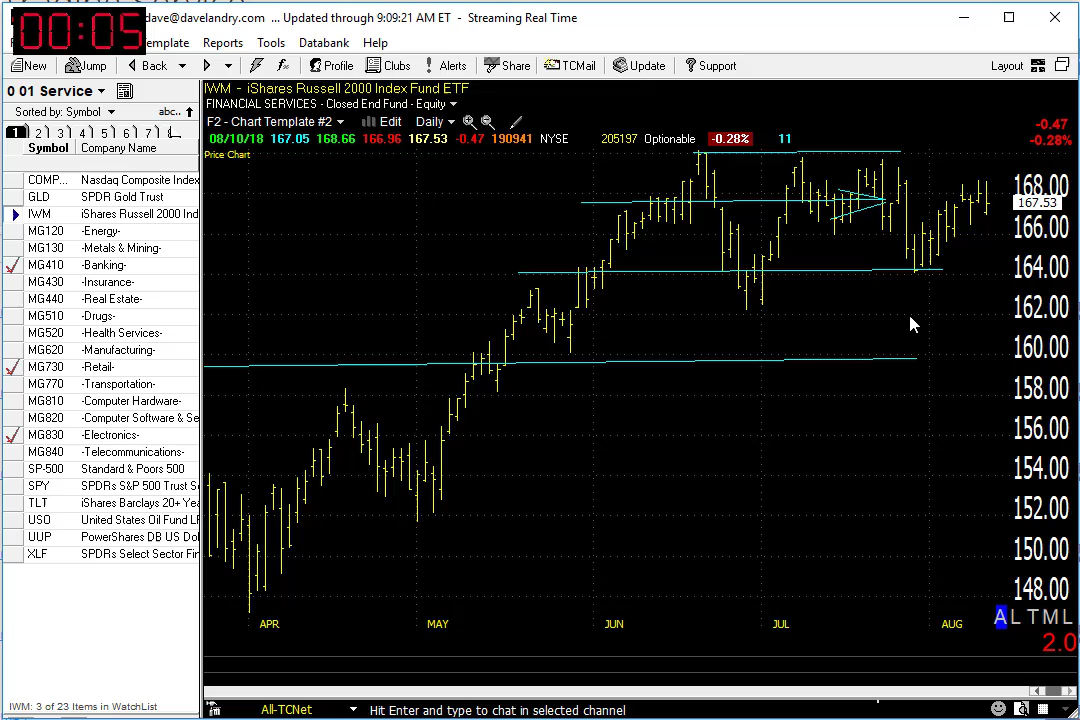 dave@davelandry.com ... Updated through 9:09:21 AM ET - Streaming Real Time
00:05
emplate Reports Tools Databank Help
New Jump Back Profile Clubs Alerts Share TCMail Update Support Layout
0 01 Service
Sorted by: Symbol abc..
1 2 3 4 5 6 7
Symbol Company Name
COMP... Nasdaq Composite Index
GLD SPDR Gold Trust
IWM iShares Russell 2000 Ind
MG120 -Energy-
MG130 -Metals & Mining-
MG410 -Banking-
MG430 -Insurance-
MG440 -Real Estate-
MG510 -Drugs-
MG520 -Health Services-
MG620 -Manufacturing-
MG730 -Retail-
MG770 -Transportation-
MG810 -Computer Hardware-
MG820 -Computer Software & Se
MG830 -Electronics-
MG840 -Telecommunications-
SP-500 Standard & Poors 500
SPY SPDRs S&P 500 Trust S
TLT iShares Barclays 20+ Yea
USO United States Oil Fund LF
UUP PowerShares DB US Dol
XLF SPDRs Select Sector Fin
IWM: 3 of 23 Items in WatchList
IWM - iShares Russell 2000 Index Fund ETF
FINANCIAL SERVICES - Closed End Fund - Equity
F2 - Chart Template #2 Edit Daily
08/10/18 167.05 168.66 166.96 167.53 -0.47 190941 NYSE 205197 Optionable -0.28% 11
Price Chart
-0.47
-0.28%
168.00
167.53
166.00
164.00
162.00
160.00
158.00
156.00
154.00
152.00
150.00
148.00
APR MAY JUN JUL AUG
A L T M L
2.0
All-TCNet Hit Enter and type to chat in selected channel